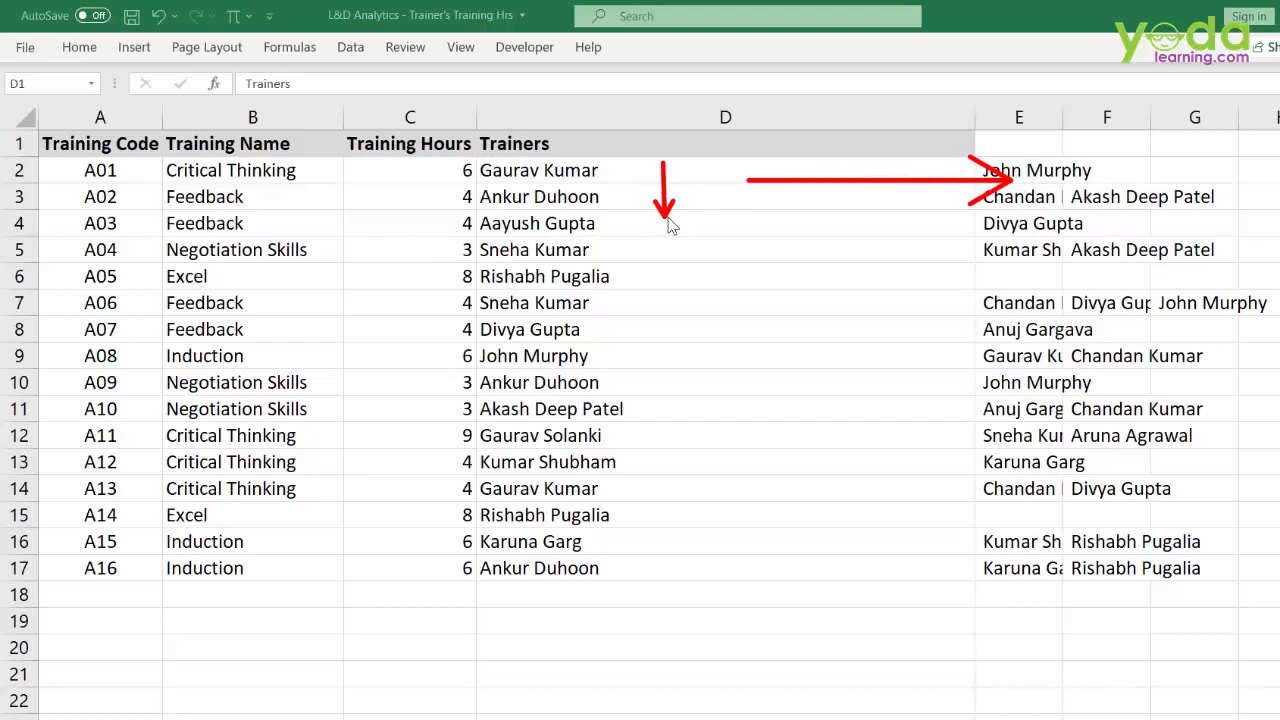 AutoSave Off L&D Analytics - Trainer's Training Hrs Search Sign in
yoda
learning.com
File Home Insert Page Layout Formulas Data Review View Developer Help
D1 fx Trainers
A B C D E F G
1 Training Code Training Name Training Hours Trainers
2 A01 Critical Thinking 6 Gaurav Kumar John Murphy
3 A02 Feedback 4 Ankur Duhoon Chandan Akash Deep Patel
4 A03 Feedback 4 Aayush Gupta Divya Gupta
5 A04 Negotiation Skills 3 Sneha Kumar Kumar Sh Akash Deep Patel
6 A05 Excel 8 Rishabh Pugalia
7 A06 Feedback 4 Sneha Kumar Chandan Divya Gup John Murphy
8 A07 Feedback 4 Divya Gupta Anuj Gargava
9 A08 Induction 6 John Murphy Gaurav Ku Chandan Kumar
10 A09 Negotiation Skills 3 Ankur Duhoon John Murphy
11 A10 Negotiation Skills 3 Akash Deep Patel Anuj Garg Chandan Kumar
12 A11 Critical Thinking 9 Gaurav Solanki Sneha Kur Aruna Agrawal
13 A12 Critical Thinking 4 Kumar Shubham Karuna Garg
14 A13 Critical Thinking 4 Gaurav Kumar Chandan Divya Gupta
15 A14 Excel 8 Rishabh Pugalia
16 A15 Induction 6 Karuna Garg Kumar Sh Rishabh Pugalia
17 A16 Induction 6 Ankur Duhoon Karuna Ga Rishabh Pugalia
18
19
20
21
22